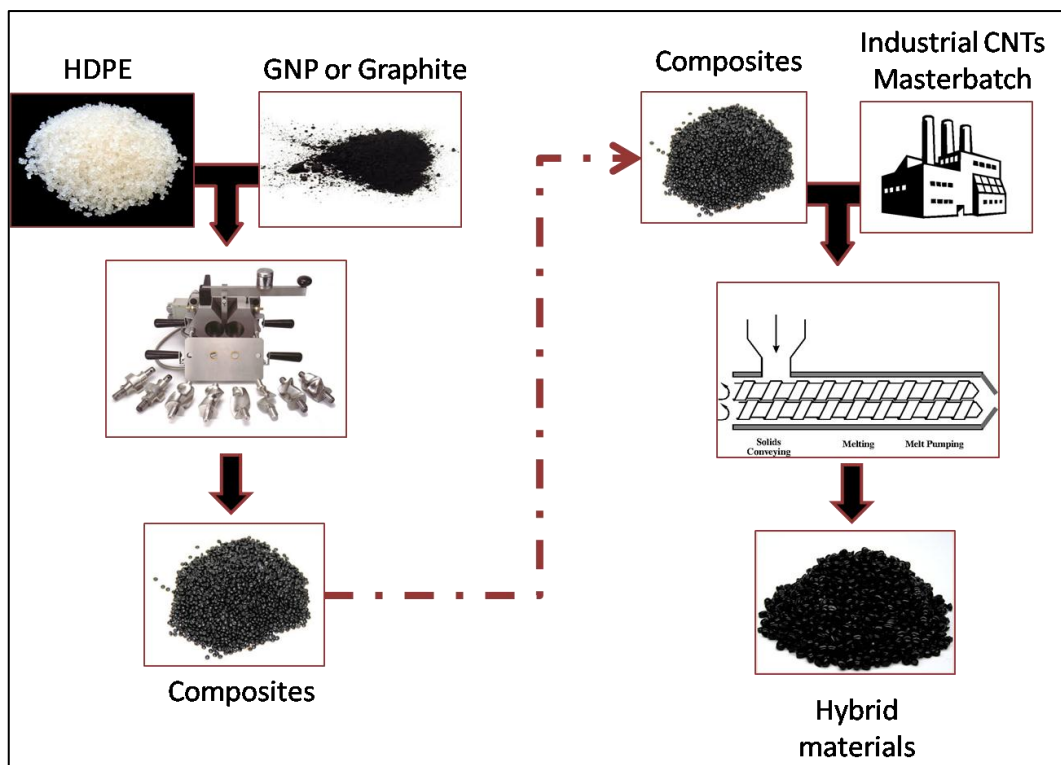 HDPE
GNP or Graphite
Composites
Composites
Industrial CNTs
Masterbatch
Solids
Conveying
Melting
Melt Pumping
Hybrid
materials